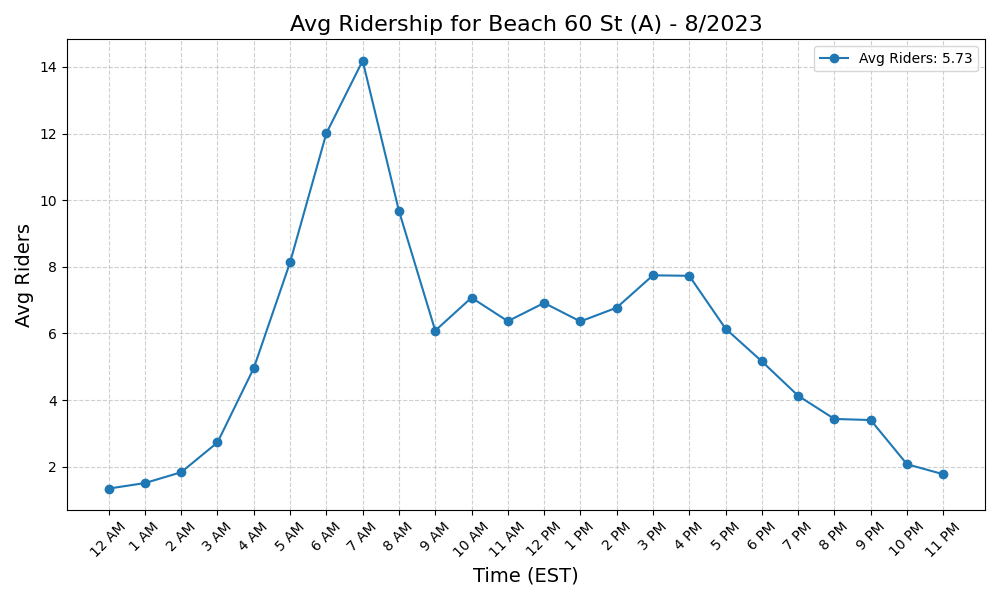 Avg Ridership for Beach 60 St (A) - 8/2023
Avg Riders: 5.73
Avg Riders
14
12
10
8
6
4
2
12 AM
1 AM
2 AM
3 AM
4 AM
5 AM
6 AM
7 AM
8 AM
9 AM
10 AM
11 AM
12 PM
1 PM
2 PM
3 PM
4 PM
5 PM
6 PM
7 PM
8 PM
9 PM
10 PM
11 PM
Time (EST)